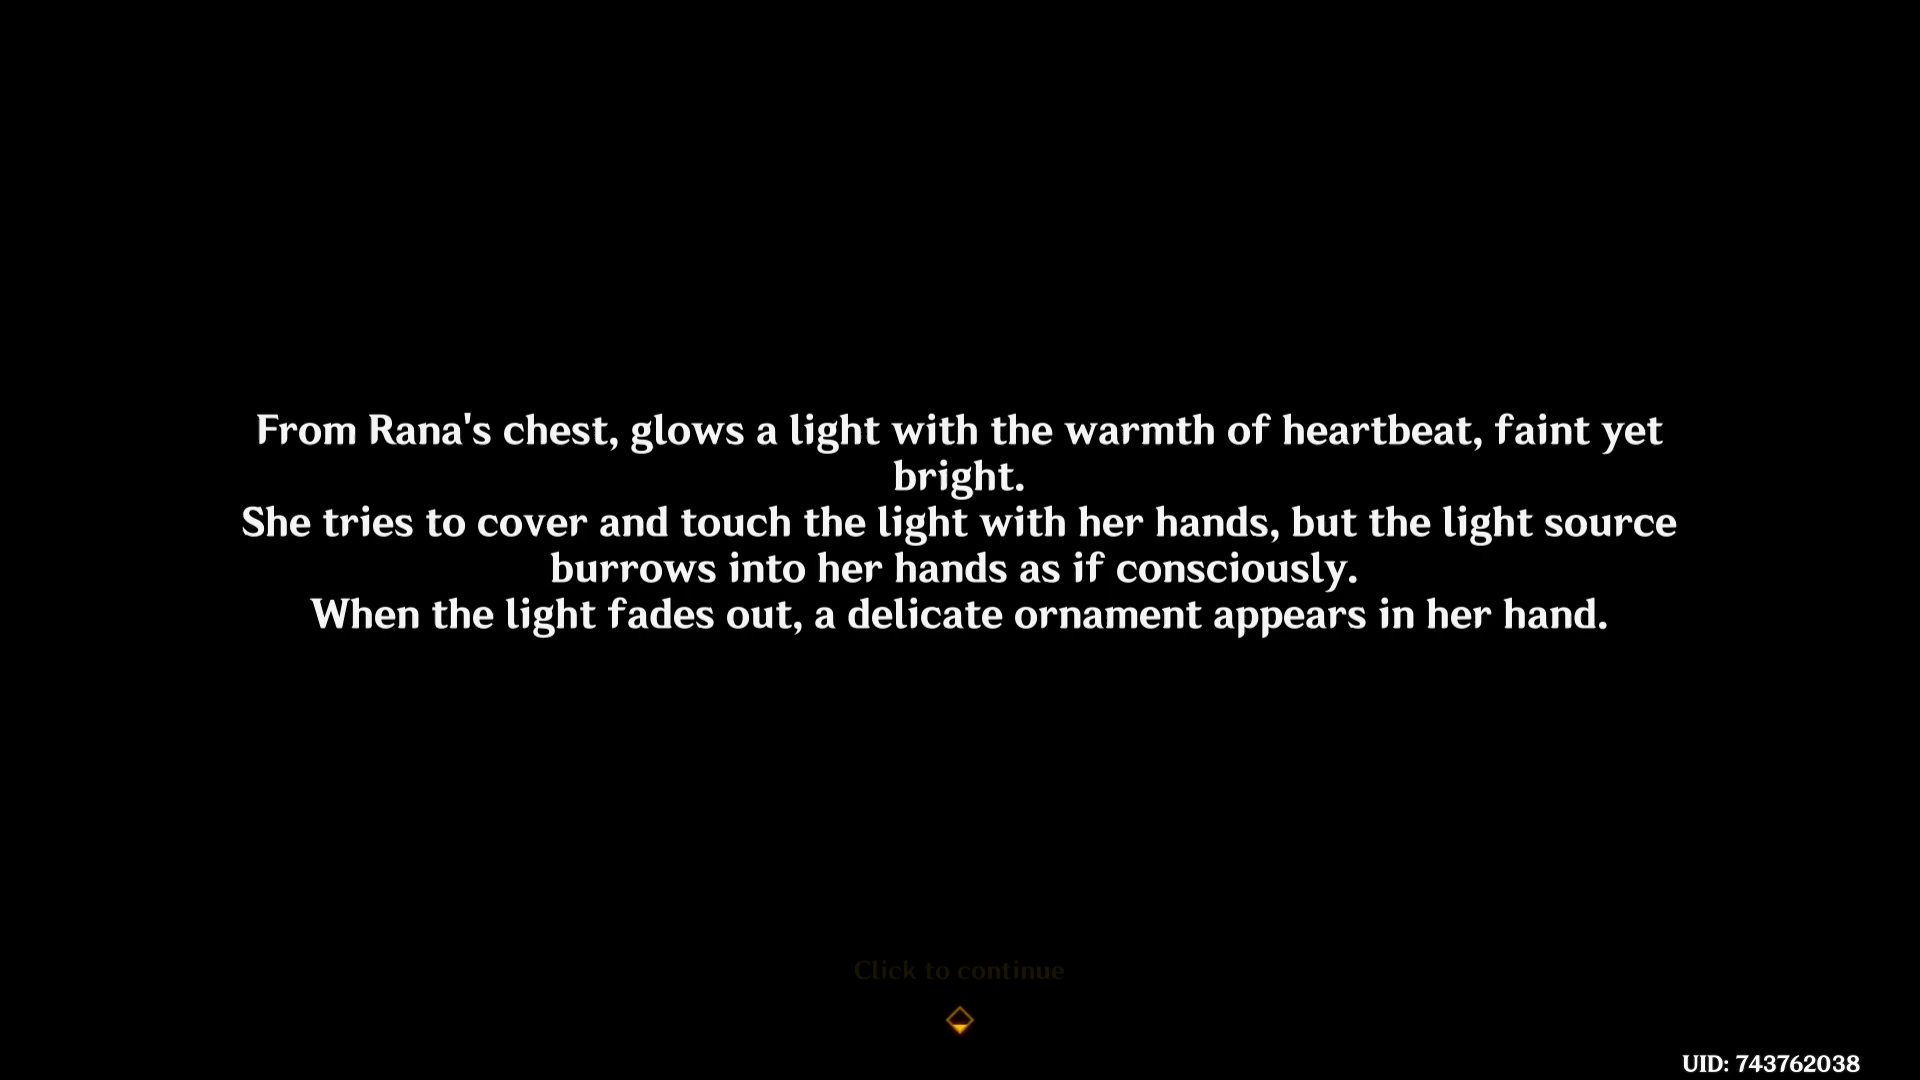 From Rana's chest, glows a light with the warmth of heartbeat, faint yet
bright.
She tries to cover and touch the light with her hands, but the light source
burrows into her hands as if consciously.
When the light fades out, a delicate ornament appears in her hand.
Click to continue
UID: 743762038